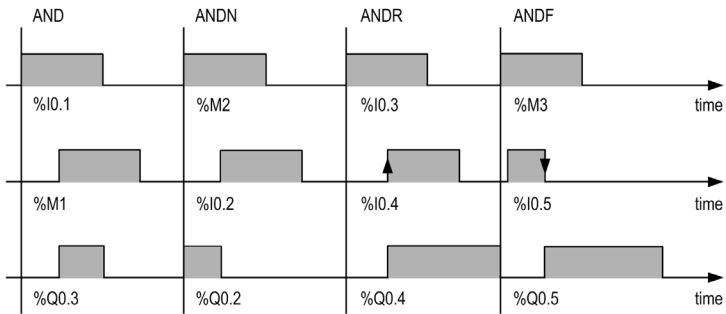 AND ANDN ANDR ANDF
%I0.1 %M2 %I0.3 %M3 time
%M1 %I0.2 %I0.4 %I0.5 time
%Q0.3 %Q0.2 %Q0.4 %Q0.5 time